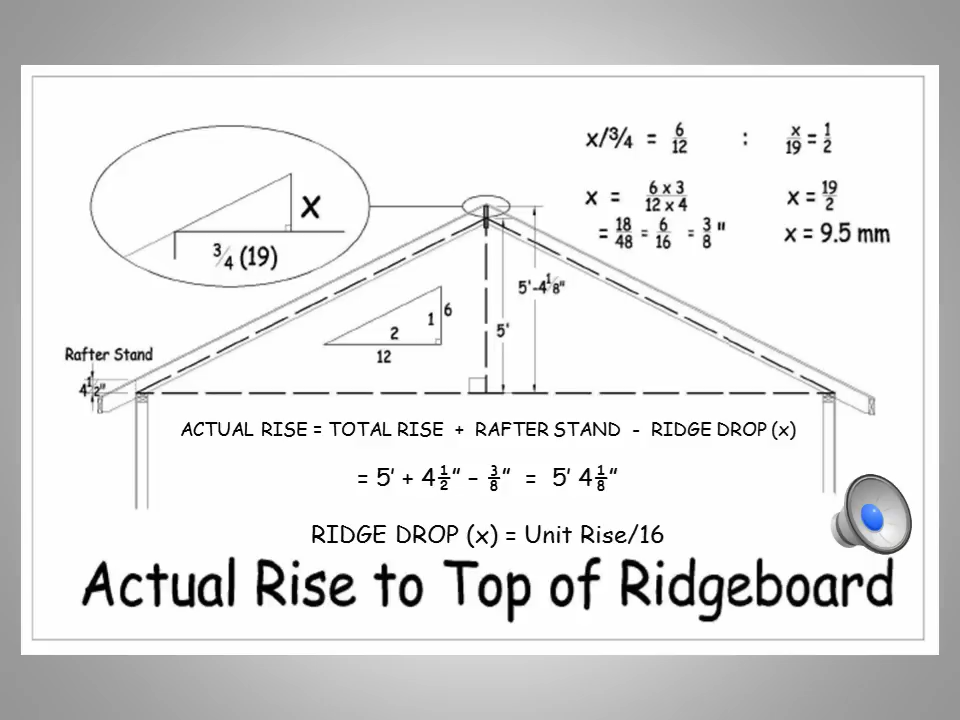 x/¾ = 6/12 : x/19 = 1/2
x = 6 x 3/12 x 4 x = 19/2
= 18/48 = 6/16 = 3/8 " x = 9.5 mm
X
¾ (19)
5'-4⅛"
6
1
5'
2
12
Rafter Stand
4½"
ACTUAL RISE = TOTAL RISE + RAFTER STAND - RIDGE DROP (x)
= 5’ + 4½” – ⅜” = 5’ 4⅛”
RIDGE DROP (x) = Unit Rise/16
Actual Rise to Top of Ridgeboard